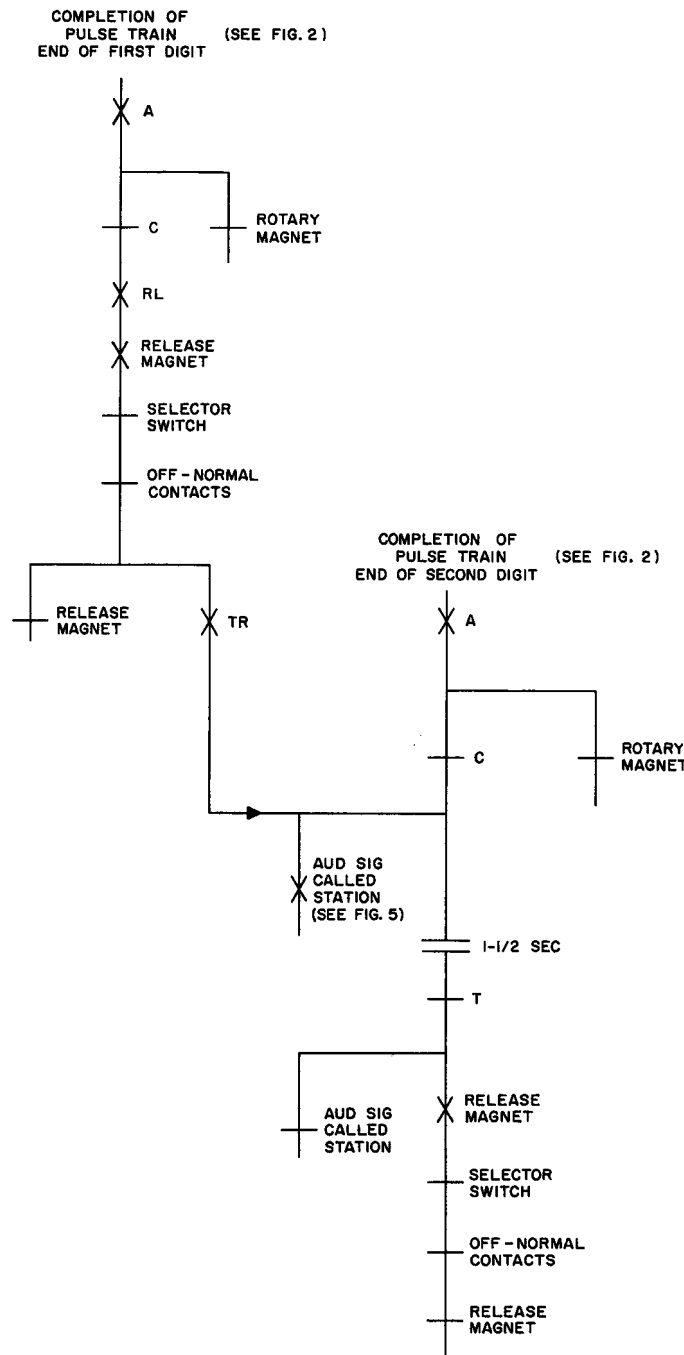 COMPLETION OF
PULSE TRAIN (SEE FIG. 2)
END OF FIRST DIGIT
A
C
ROTARY
MAGNET
RL
RELEASE
MAGNET
SELECTOR
SWITCH
OFF-NORMAL
CONTACTS
RELEASE
MAGNET
TR
COMPLETION OF
PULSE TRAIN (SEE FIG. 2)
END OF SECOND DIGIT
A
C
ROTARY
MAGNET
AUD SIG
CALLED
STATION
(SEE FIG. 5)
1-1/2 SEC
T
AUD SIG
CALLED
STATION
RELEASE
MAGNET
SELECTOR
SWITCH
OFF-NORMAL
CONTACTS
RELEASE
MAGNET